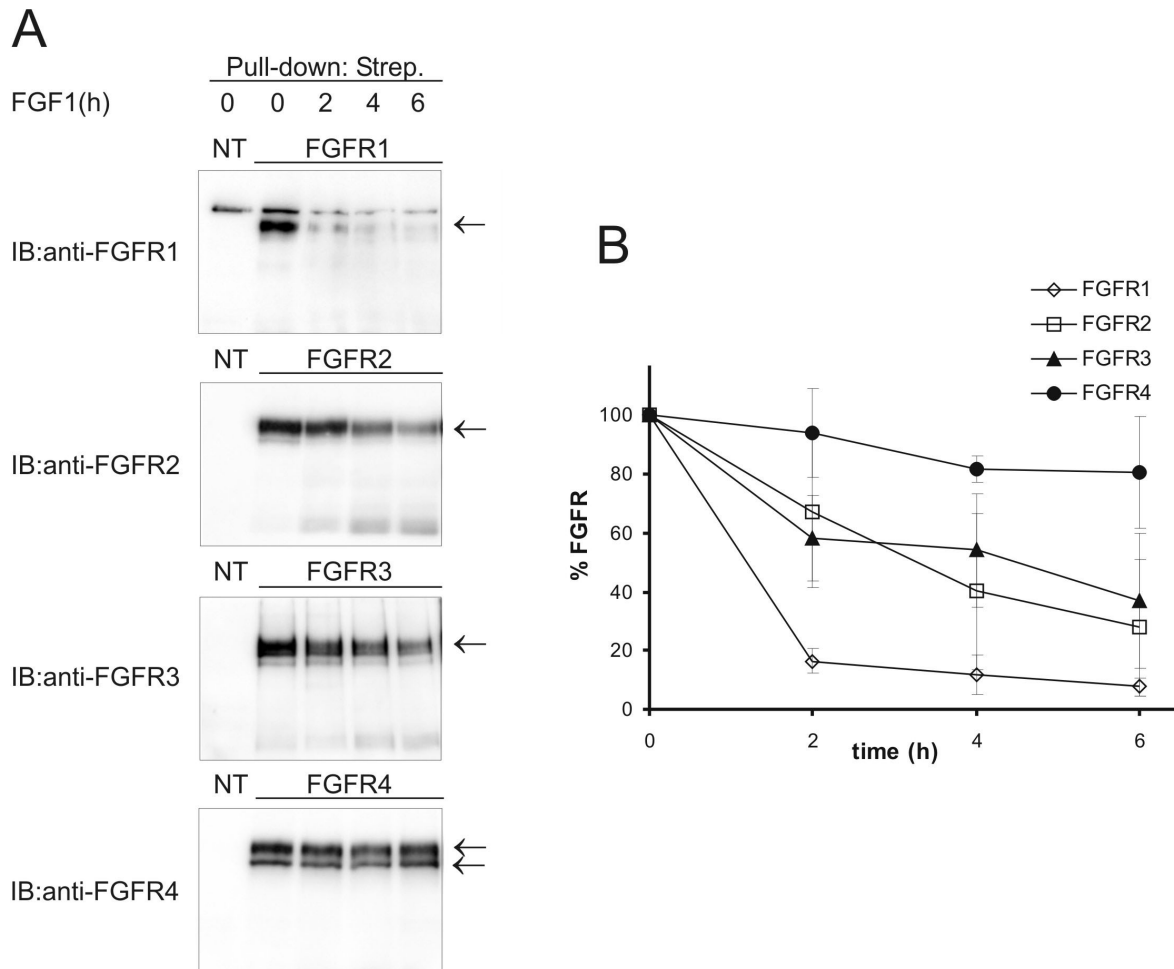 A
Pull-down: Strep.
FGF1(h) 0 0 2 4 6
NT FGFR1
IB:anti-FGFR1
NT FGFR2
IB:anti-FGFR2
NT FGFR3
IB:anti-FGFR3
NT FGFR4
IB:anti-FGFR4
B
FGFR1
FGFR2
FGFR3
FGFR4
% FGFR
100
80
60
40
20
0
0 2 4 6
time (h)